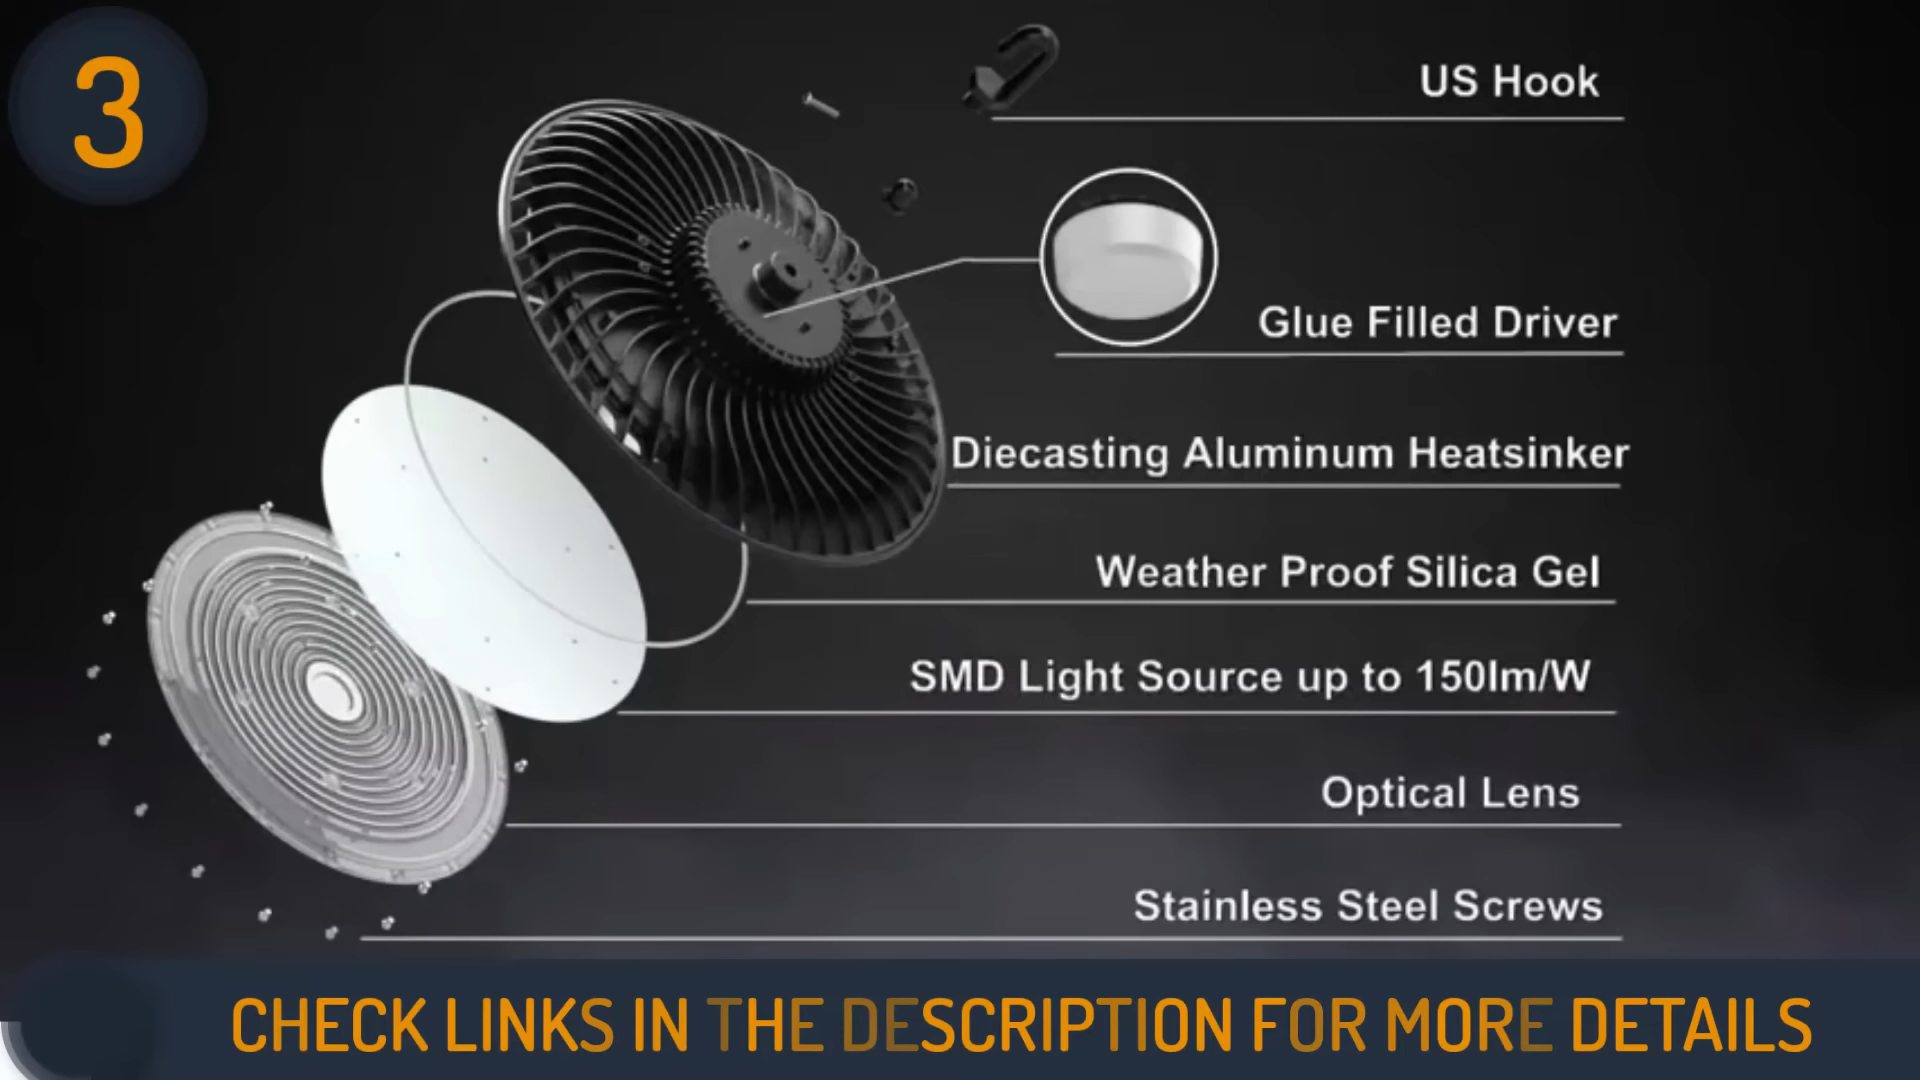 3
US Hook
Glue Filled Driver
Diecasting Aluminum Heatsinker
Weather Proof Silica Gel
SMD Light Source up to 150lm/W
Optical Lens
Stainless Steel Screws
CHECK LINKS IN THE DESCRIPTION FOR MORE DETAILS